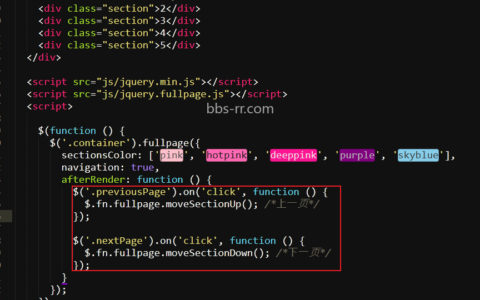 <div class="section">2</div>
<div class="section">3</div>
<div class="section">4</div>
<div class="section">5</div>
</div>
<script src="js/jquery.min.js"></script>
<script src="js/jquery.fullpage.js"></script>
<script>
bbs-rr.com
$(function () {
$('.container').fullpage({
sectionsColor: ['pink', 'hotpink', 'deeppink', 'purple', 'skyblue'],
navigation: true,
afterRender: function () {
$('.previousPage').on('click', function () {
$.fn.fullpage.moveSectionUp(); /*上一页*/
});
$('.nextPage').on('click', function () {
$.fn.fullpage.moveSectionDown(); /*下一页*/
});
}
});